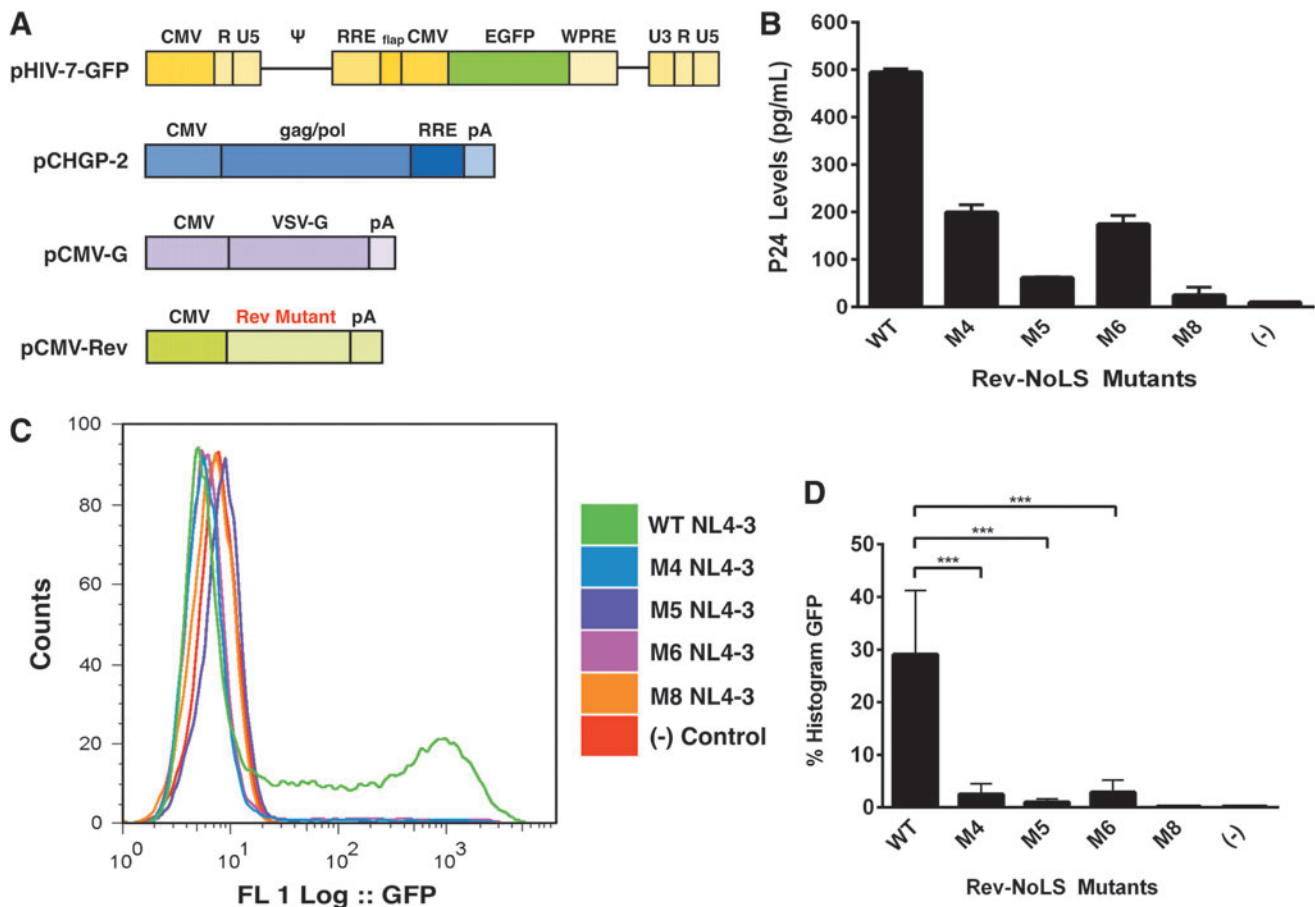 A
CMV R U5 Ψ RRE flap CMV EGFP WPRE U3 R U5
pHIV-7-GFP
CMV gag/pol RRE pA
pCHGP-2
CMV VSV-G pA
pCMV-G
CMV Rev Mutant pA
pCMV-Rev
B
600
500
400
300
200
100
0
P24 Levels (pg/mL)
WT M4 M5 M6 M8 (-)
Rev-NoLS Mutants
C
100
80
60
40
20
0
Counts
10^0 10^1 10^2 10^3
FL 1 Log :: GFP
WT NL4-3
M4 NL4-3
M5 NL4-3
M6 NL4-3
M8 NL4-3
(-) Control
D
***
***
***
50
40
30
20
10
0
% Histogram GFP
WT M4 M5 M6 M8 (-)
Rev-NoLS Mutants